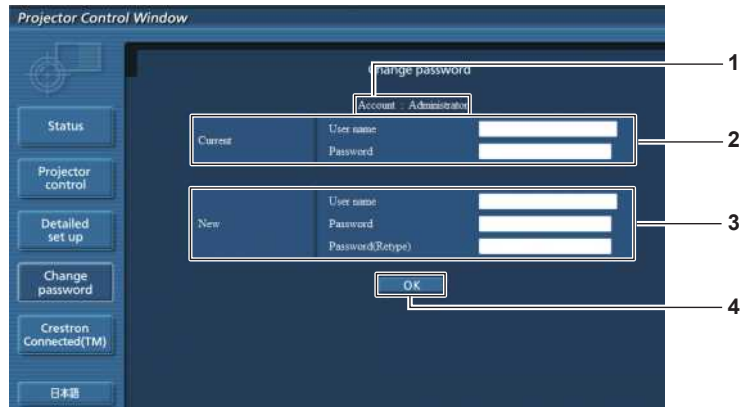 Projector Control Window
Change password
1
Account : Administrator
Status
Current
User name
Password
2
Projector
control
New
User name
Password
Password(Retype)
3
Detailed
set up
Change
password
OK
4
Crestron
Connected(TM)
日本語